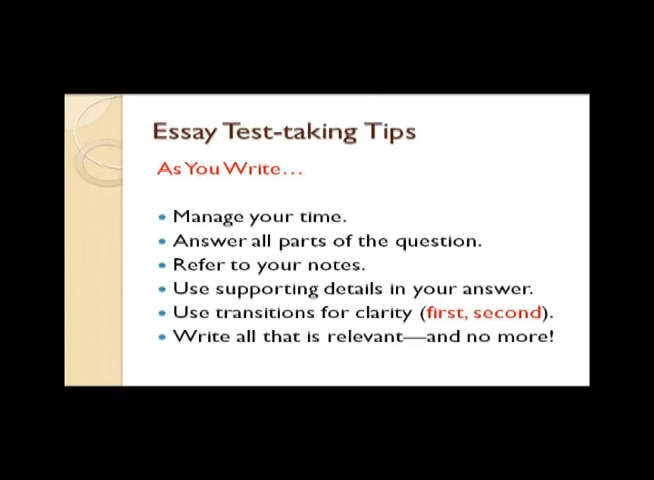 Essay Test-taking Tips
As You Write...
• Manage your time.
• Answer all parts of the question.
• Refer to your notes.
• Use supporting details in your answer.
• Use transitions for clarity (first, second).
• Write all that is relevant—and no more!